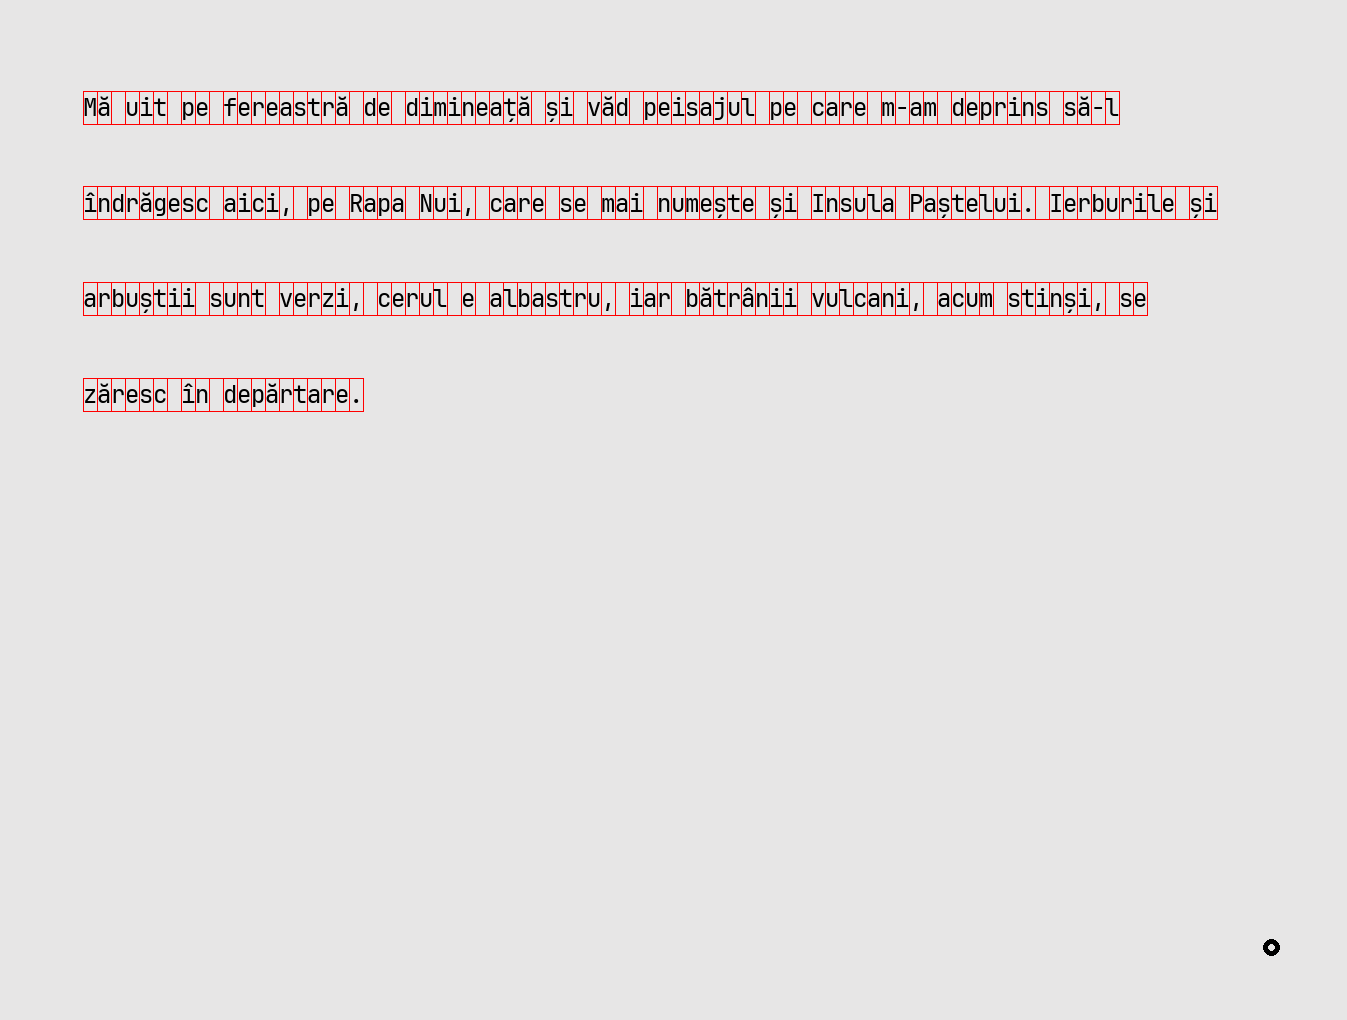 Mă uit pe fereastră de dimineață și văd peisajul pe care m-am deprins să-l
îndrăgesc aici, pe Rapa Nui, care se mai numește și Insula Paștelui. Ierburile și
arbuștii sunt verzi, cerul e albastru, iar bătrânii vulcani, acum stinși, se
zăresc în depărtare.